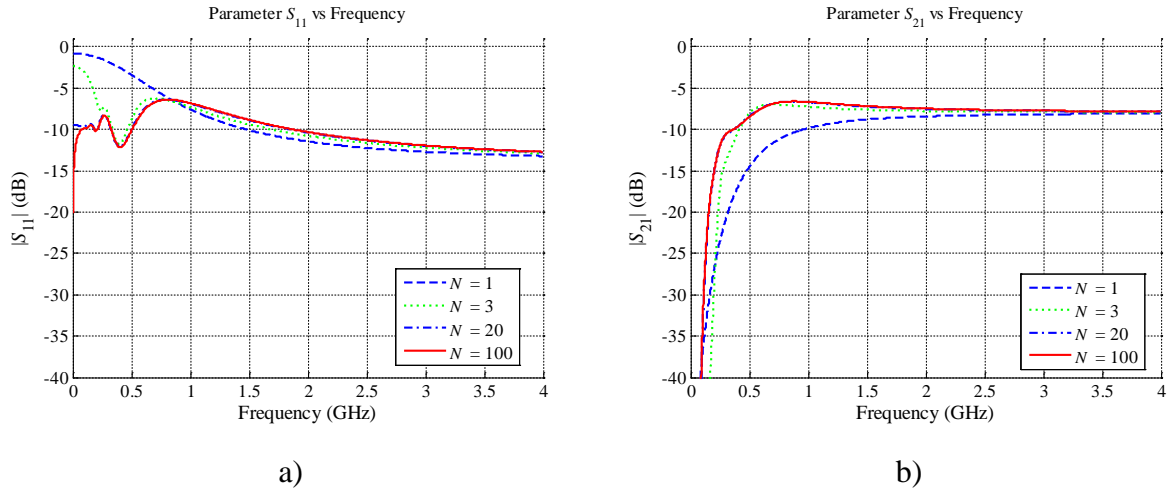 Parameter S11 vs Frequency
0
-5
-10
-15
-20
-25
-30
-35
-40
|S11| (dB)
N = 1
N = 3
N = 20
N = 100
0 0.5 1 1.5 2 2.5 3 3.5 4
Frequency (GHz)
a)
Parameter S21 vs Frequency
0
-5
-10
-15
-20
-25
-30
-35
-40
|S21| (dB)
N = 1
N = 3
N = 20
N = 100
0 0.5 1 1.5 2 2.5 3 3.5 4
Frequency (GHz)
b)